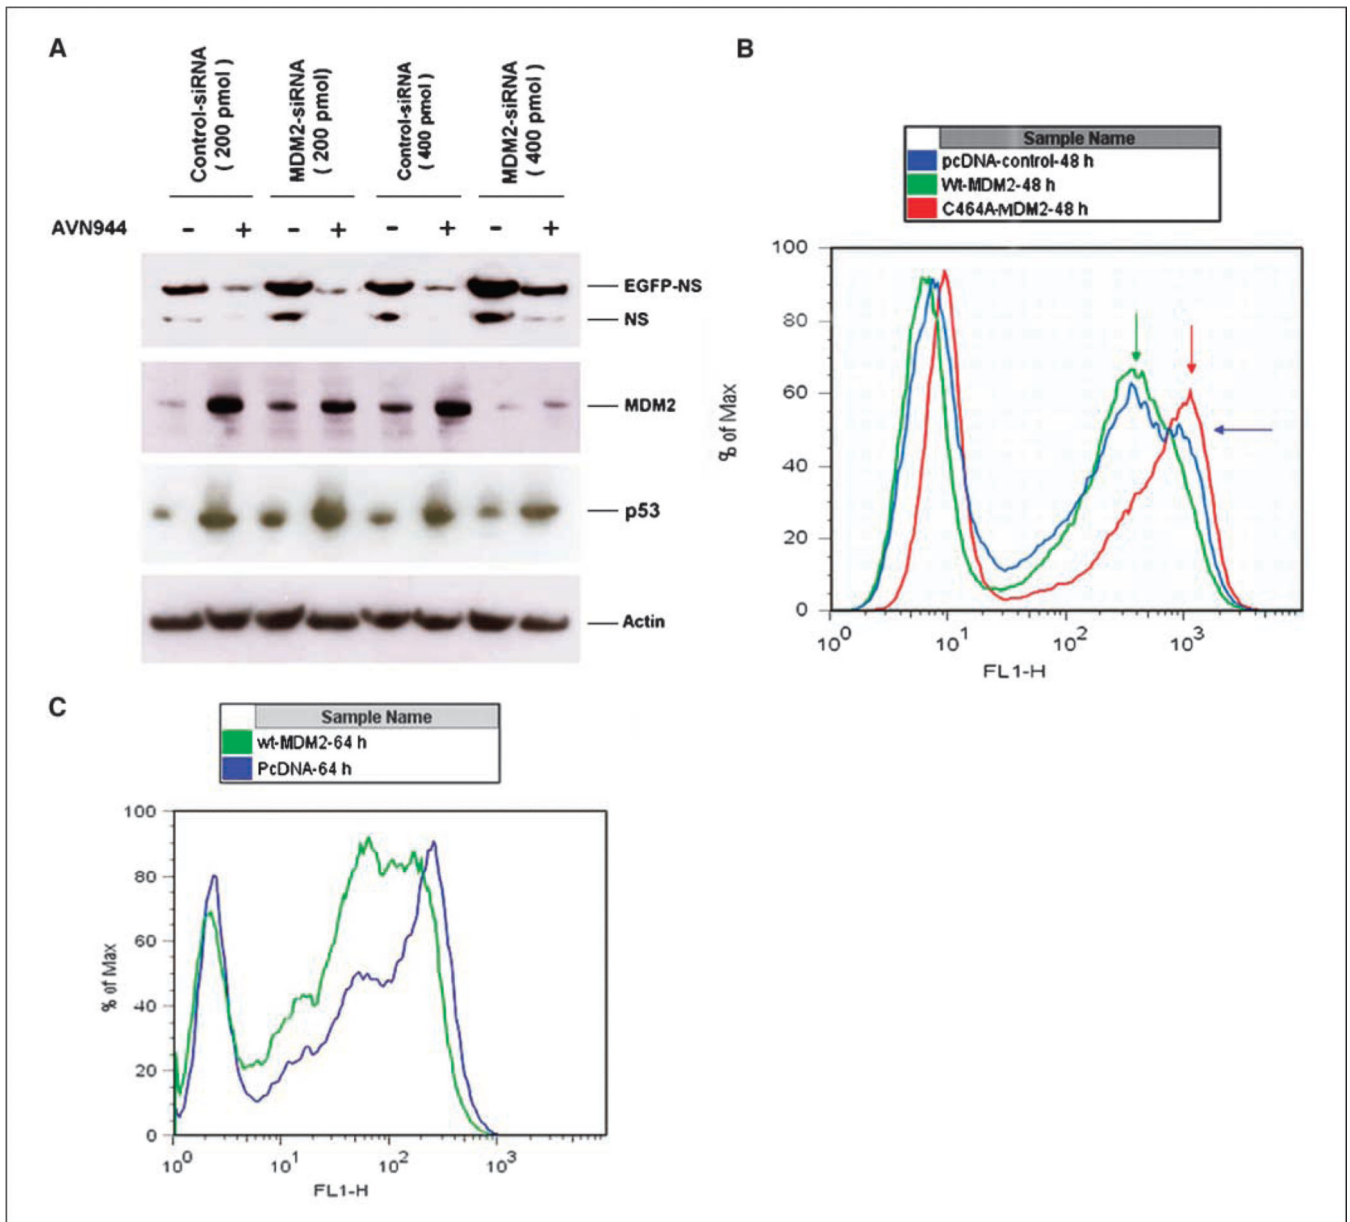 A
Control-siRNA
( 200 pmol )
MDM2-siRNA
( 200 pmol)
Control-siRNA
( 400 pmol )
MDM2-siRNA
( 400 pmol )
AVN944 - + - + - + - +
EGFP-NS
NS
MDM2
p53
Actin
B
Sample Name
pcDNA-control-48 h
Wt-MDM2-48 h
C464A-MDM2-48 h
% of Max
100
80
60
40
20
0
10^0 10^1 10^2 10^3
FL1-H
C
Sample Name
wt-MDM2-64 h
PcDNA-64 h
% of Max
100
80
60
40
20
0
10^0 10^1 10^2 10^3
FL1-H